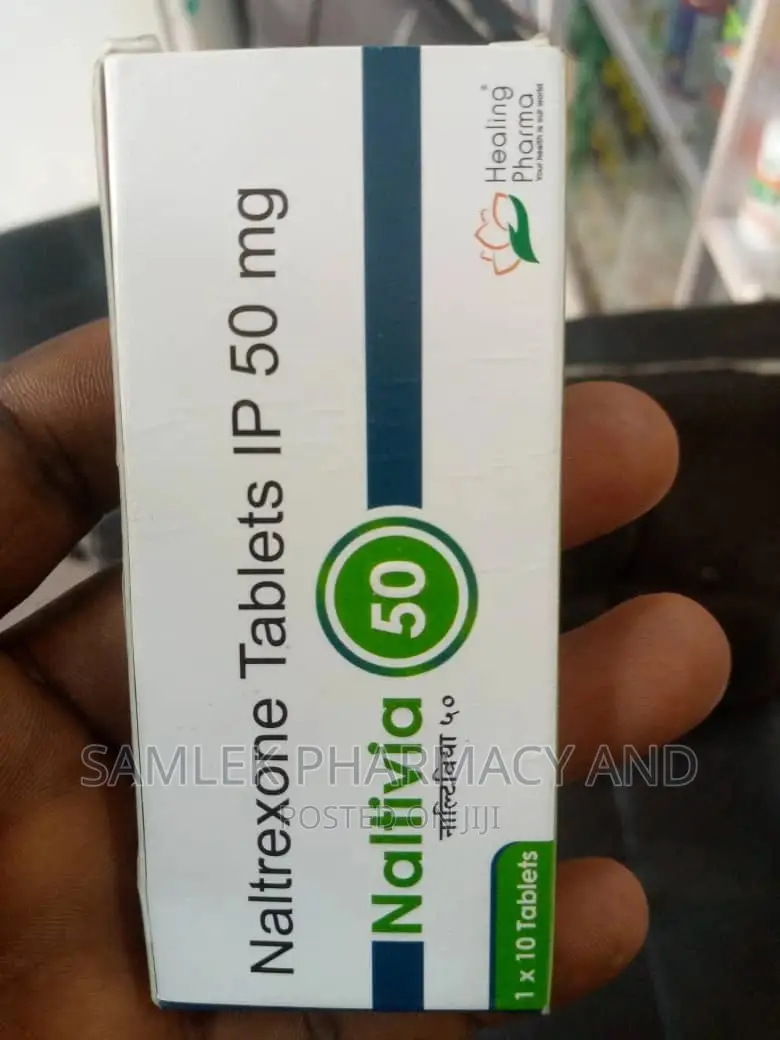 Naltrexone Tablets IP 50 mg
Naltivia 50
नाल्टिविया ५०
1 x 10 Tablets
Healing®
Pharma
Your health is our world
SAMLEK PHARMACY AND
POSTED ON JIJI